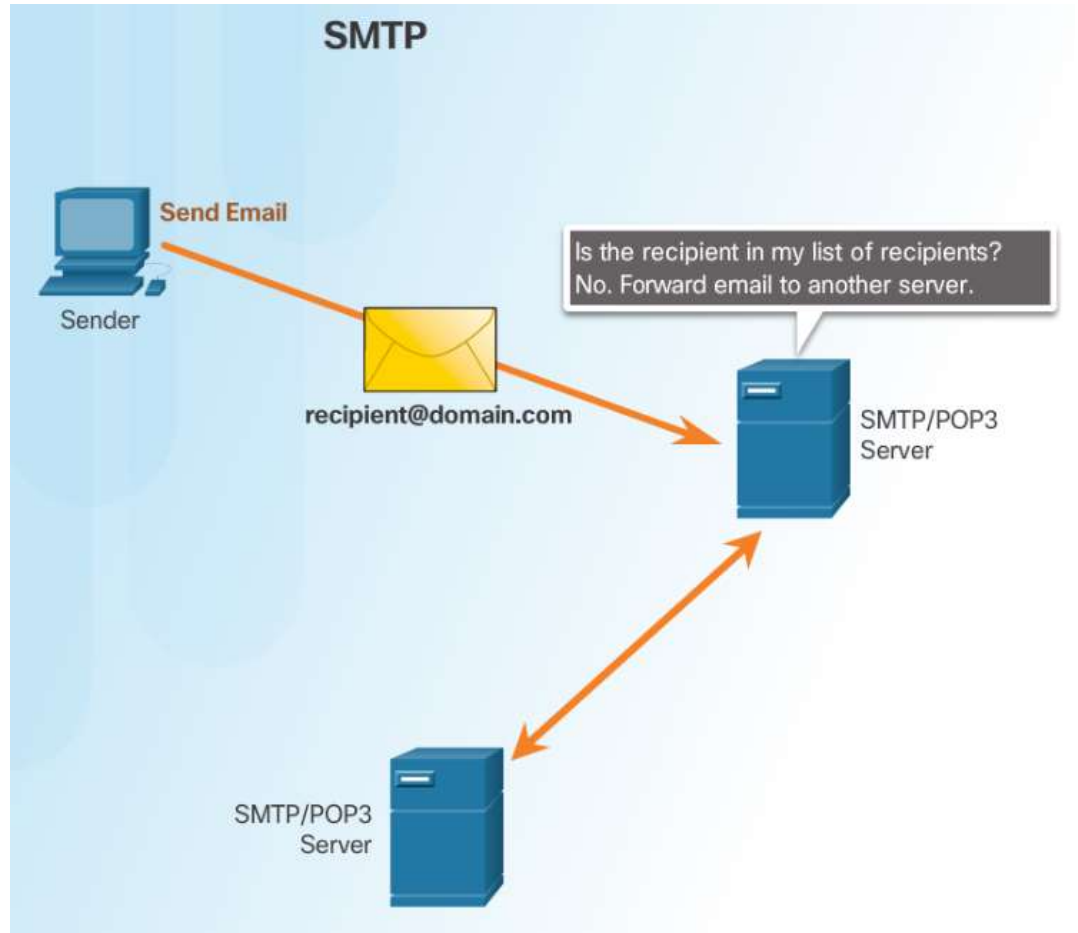 SMTP
Send Email
Is the recipient in my list of recipients?
No. Forward email to another server.
Sender
recipient@domain.com
SMTP/POP3
Server
SMTP/POP3
Server